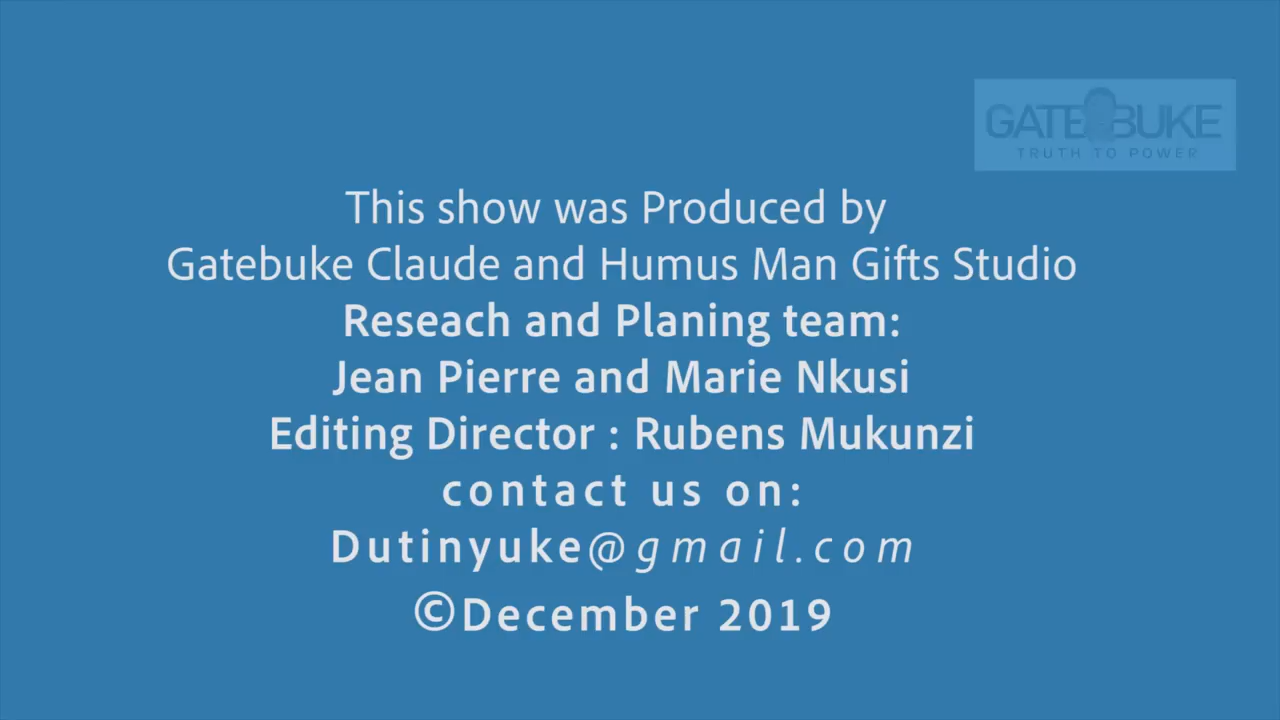 GATEBUKE
TRUTH TO POWER
This show was Produced by
Gatebuke Claude and Humus Man Gifts Studio
Reseach and Planing team:
Jean Pierre and Marie Nkusi
Editing Director : Rubens Mukunzi
contact us on:
Dutinyuke@gmail.com
©December 2019